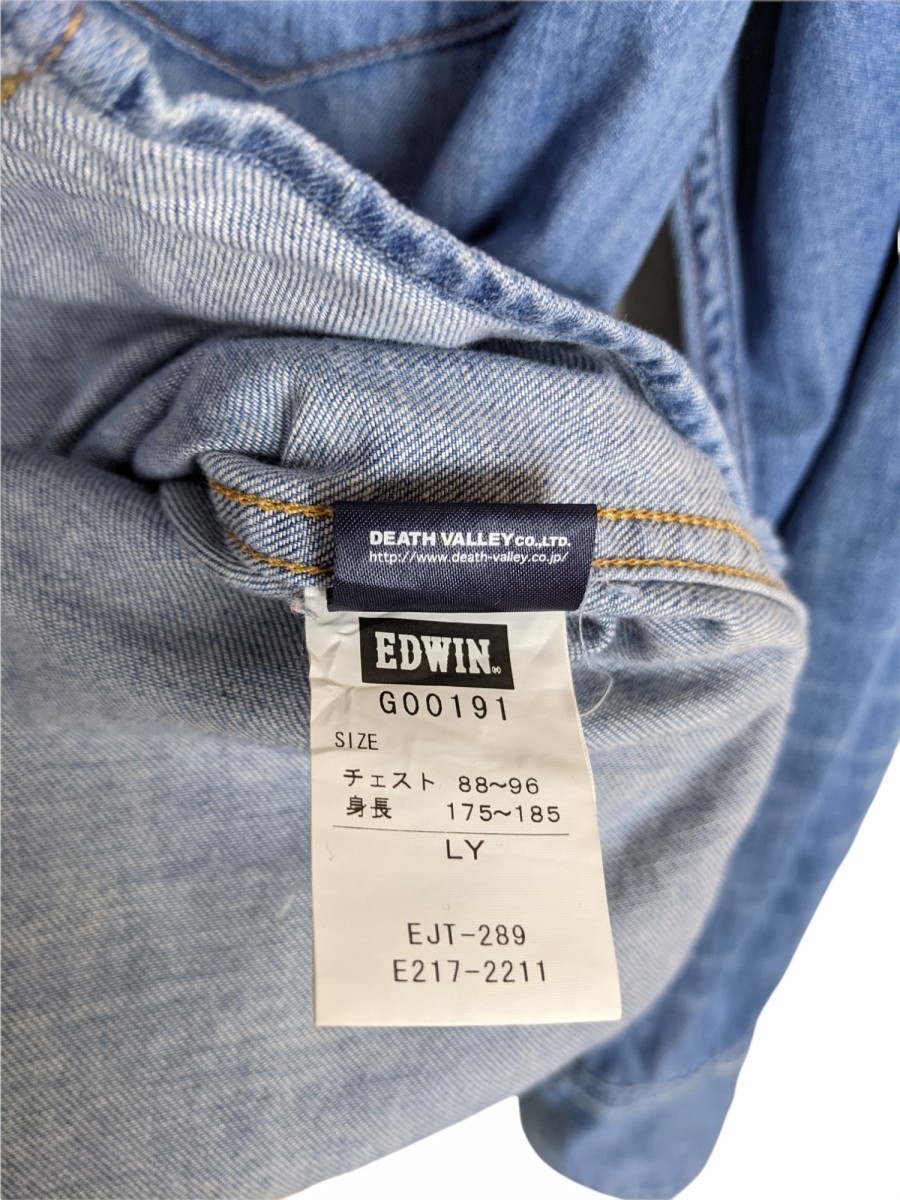 DEATH VALLEY CO.,LTD.
http://www.death-valley.co.jp/
EDWIN
G00191
SIZE
チェスト 88～96
身長 175～185
LY
EJT-289
E217-2211